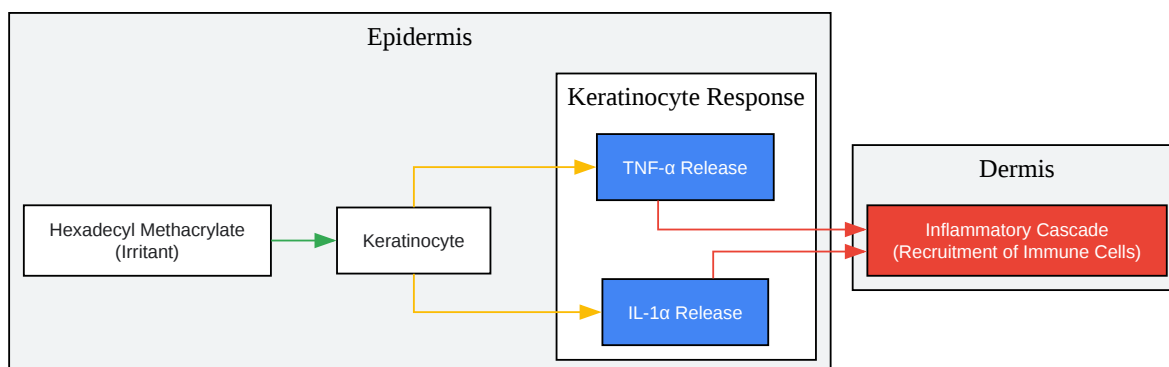 Epidermis
Keratinocyte Response
TNF-α Release
Dermis
Hexadecyl Methacrylate
(Irritant)
Keratinocyte
Inflammatory Cascade
(Recruitment of Immune Cells)
IL-1α Release